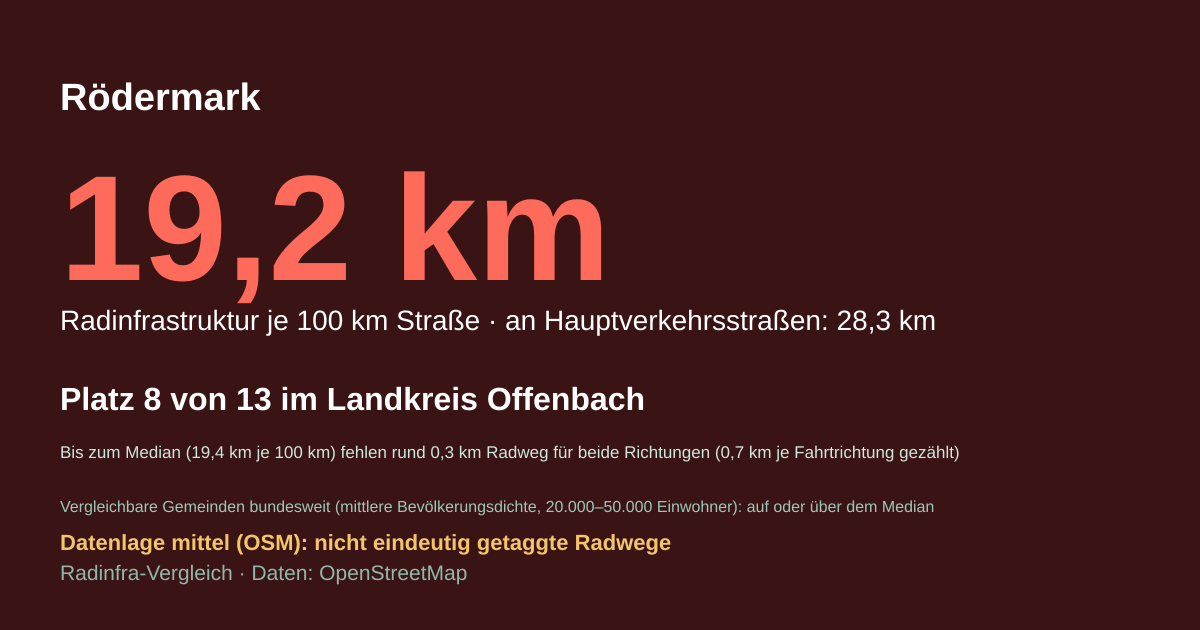 Rödermark
19,2 km
Radinfrastruktur je 100 km Straße · an Hauptverkehrsstraßen: 28,3 km
Platz 8 von 13 im Landkreis Offenbach
Bis zum Median (19,4 km je 100 km) fehlen rund 0,3 km Radweg für beide Richtungen (0,7 km je Fahrtrichtung gezählt)
Vergleichbare Gemeinden bundesweit (mittlere Bevölkerungsdichte, 20.000–50.000 Einwohner): auf oder über dem Median
Datenlage mittel (OSM): nicht eindeutig getaggte Radwege
Radinfra-Vergleich · Daten: OpenStreetMap